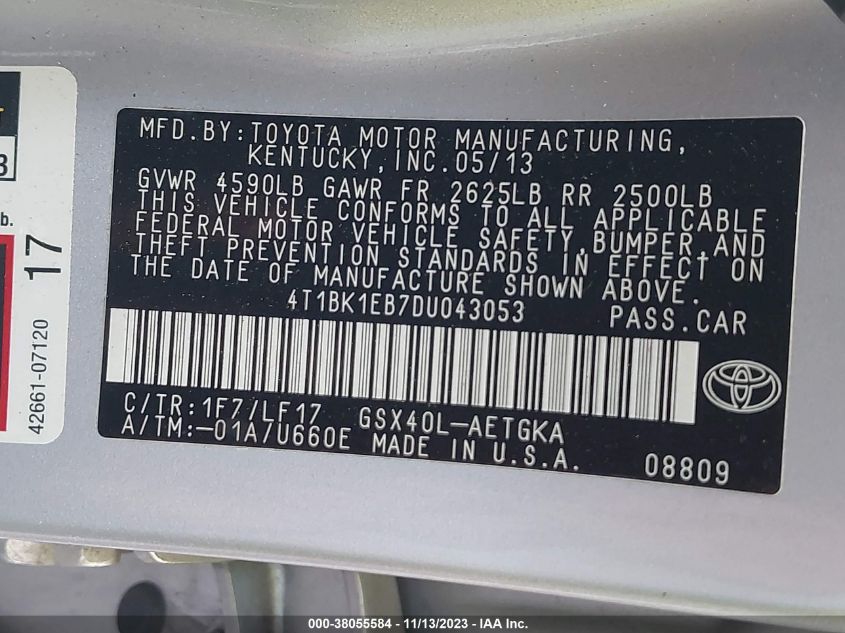 MFD.BY:TOYOTA MOTOR MANUFACTURING,
KENTUCKY,INC.05/13
GVWR 4590LB GAWR FR 2625LB RR 2500LB
THIS VEHICLE CONFORMS TO ALL APPLICABLE
FEDERAL MOTOR VEHICLE SAFETY,BUMPER,AND
THEFT PREVENTION STANDARDS IN EFFECT ON
THE DATE OF MANUFACTURE SHOWN ABOVE.
4T1BK1EB7DU043053 PASS.CAR
C/TR:1F7/LF17 GSX40L-AETGKA
A/TM:-01A/U660E MADE IN U.S.A. 08809
3
b.
17
42661-07120
000-38055584 - 11/13/2023 - IAA Inc.